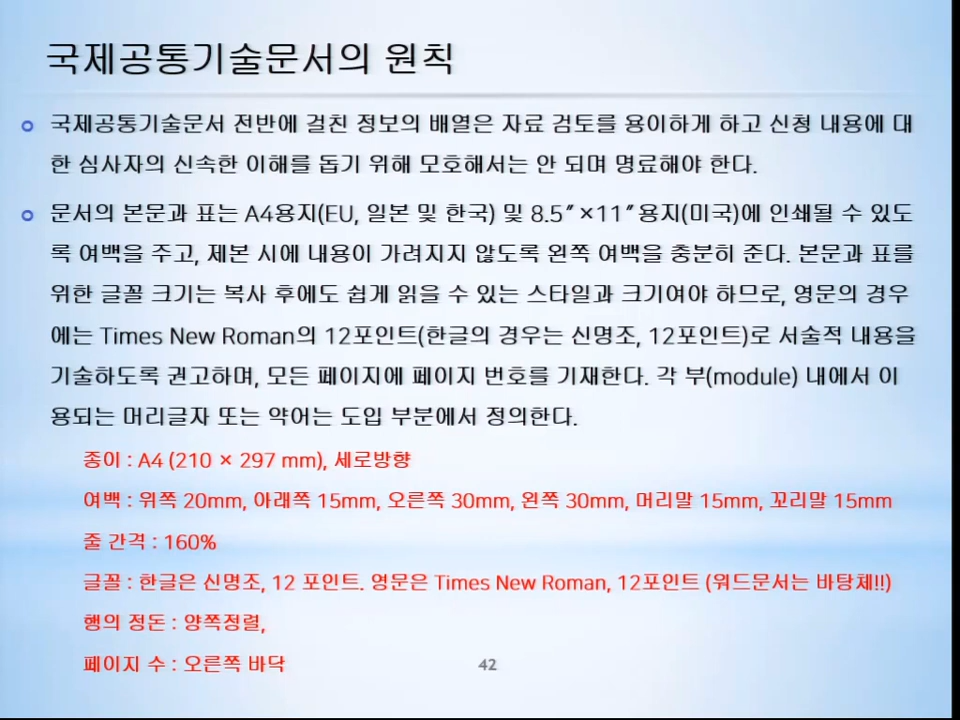 국제공통기술문서의 원칙
국제공통기술문서 전반에 걸친 정보의 배열은 자료 검토를 용이하게 하고 신청 내용에 대
한 심사자의 신속한 이해를 돕기 위해 모호해서는 안 되며 명료해야 한다.
문서의 본문과 표는 A4용지(EU, 일본 및 한국) 및 8.5″×11″용지(미국)에 인쇄될 수 있도
록 여백을 주고, 제본 시에 내용이 가려지지 않도록 왼쪽 여백을 충분히 준다. 본문과 표를
위한 글꼴 크기는 복사 후에도 쉽게 읽을 수 있는 스타일과 크기여야 하므로, 영문의 경우
에는 Times New Roman의 12포인트(한글의 경우는 신명조, 12포인트)로 서술적 내용을
기술하도록 권고하며, 모든 페이지에 페이지 번호를 기재한다. 각 부(module) 내에서 이
용되는 머리글자 또는 약어는 도입 부분에서 정의한다.
종이 : A4 (210 × 297 mm), 세로방향
여백 : 위쪽 20mm, 아래쪽 15mm, 오른쪽 30mm, 왼쪽 30mm, 머리말 15mm, 꼬리말 15mm
줄 간격 : 160%
글꼴 : 한글은 신명조, 12 포인트. 영문은 Times New Roman, 12포인트 (워드문서는 바탕체!!)
행의 정돈 : 양쪽정렬,
페이지 수 : 오른쪽 바닥
42